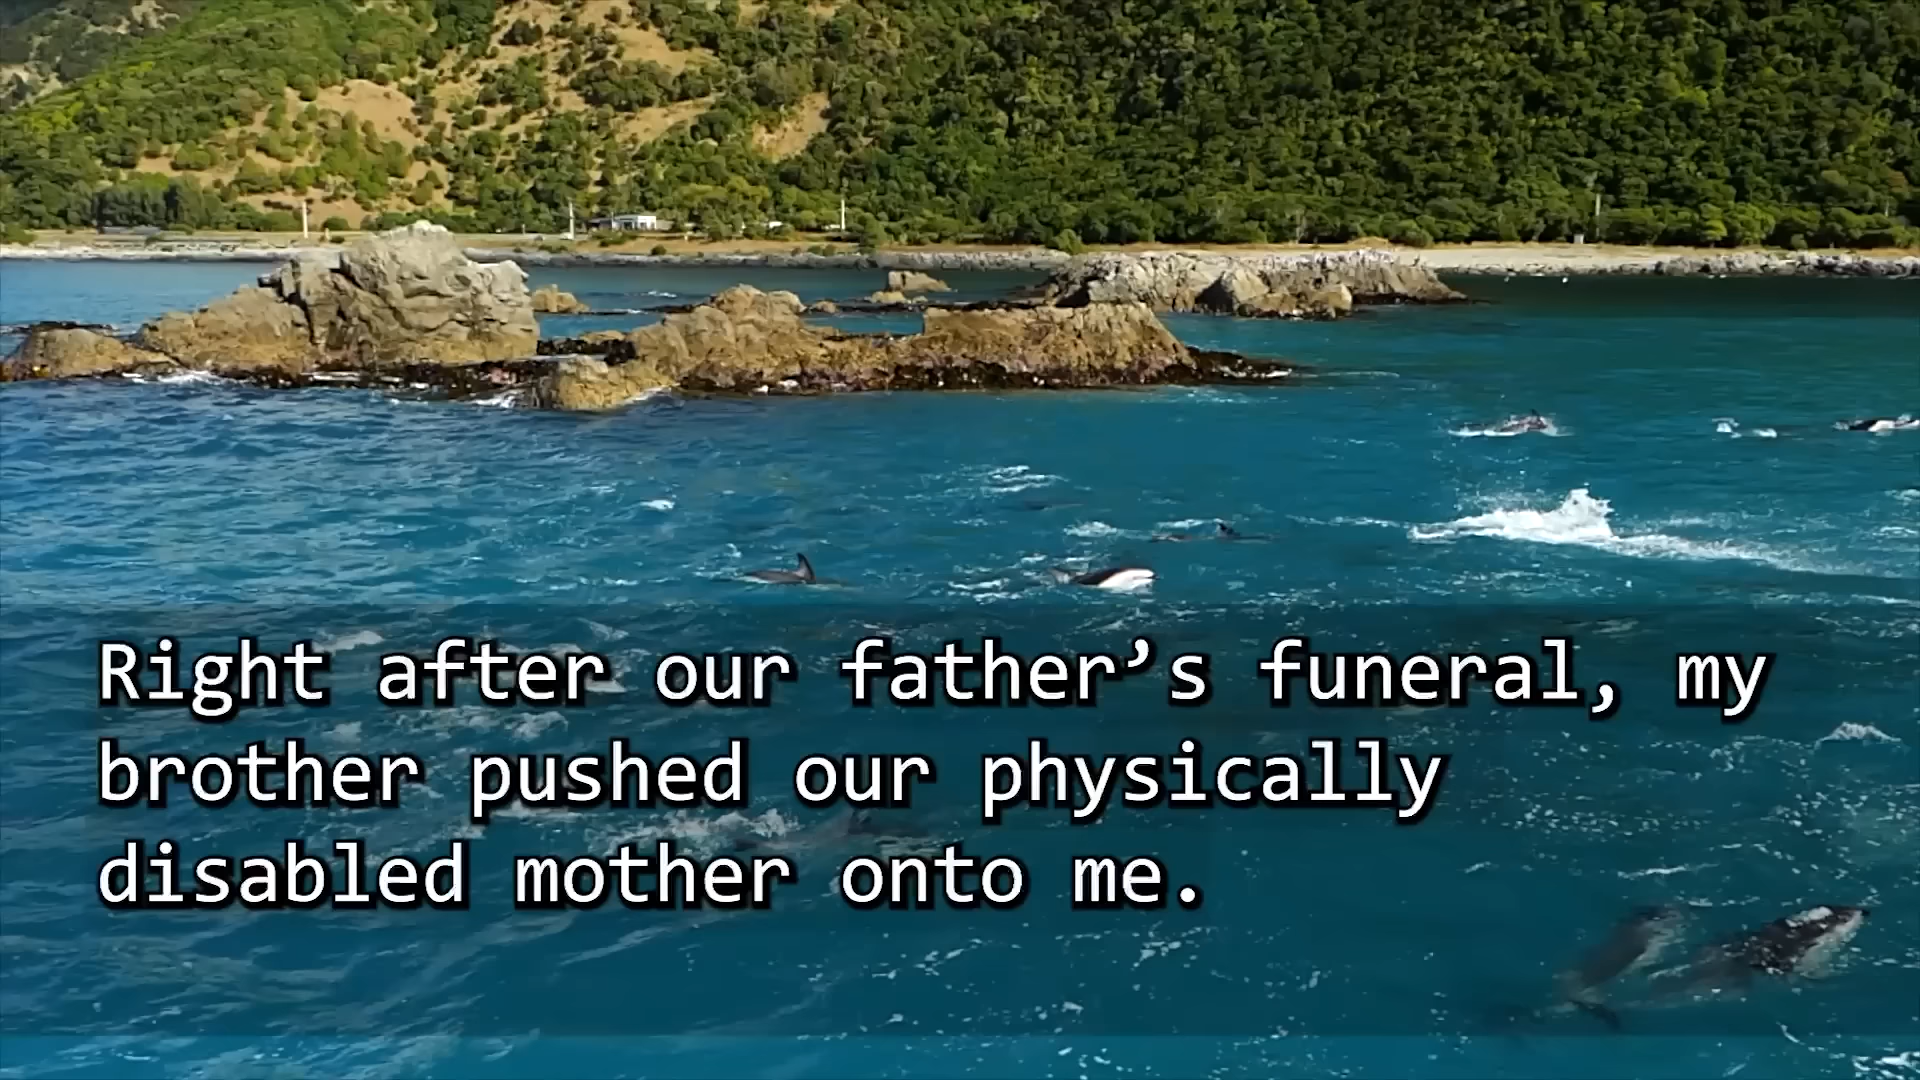 Right after our father’s funeral, my
brother pushed our physically
disabled mother onto me.